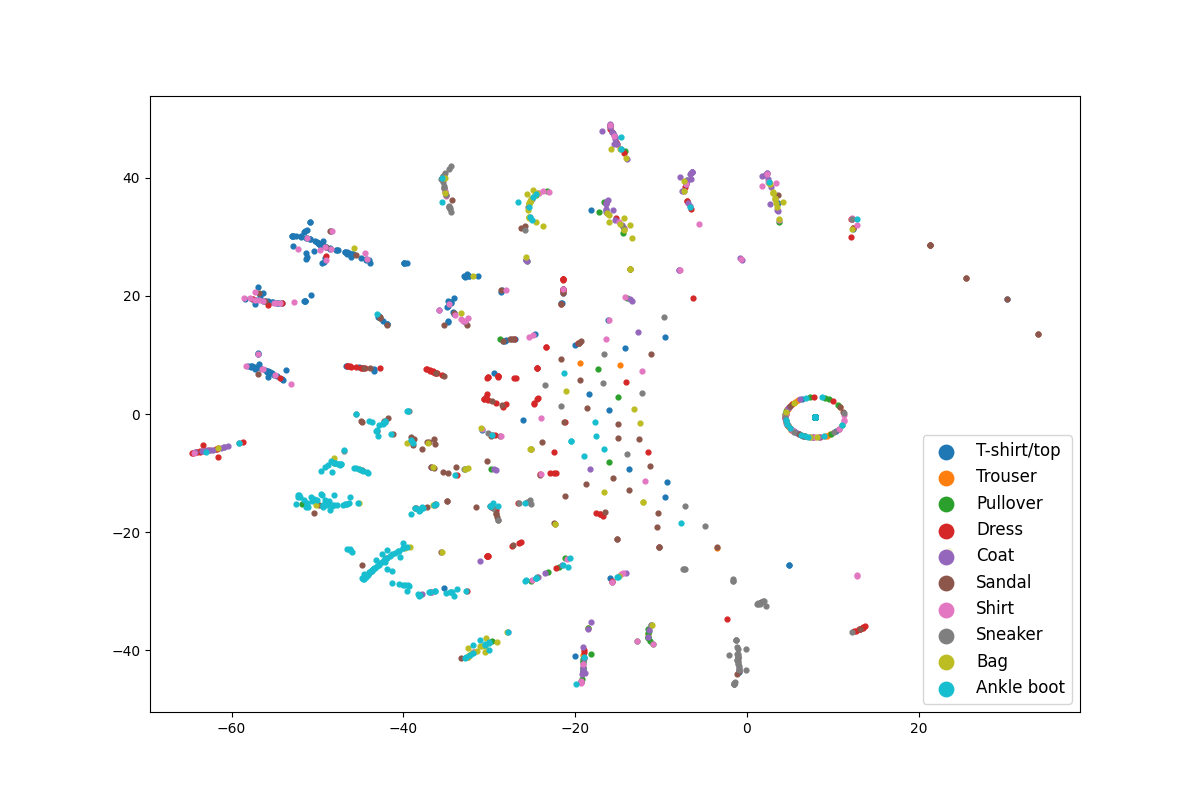 40
20
0
−20
−40
−60
−40
−20
0
20
T-shirt/top
Trouser
Pullover
Dress
Coat
Sandal
Shirt
Sneaker
Bag
Ankle boot